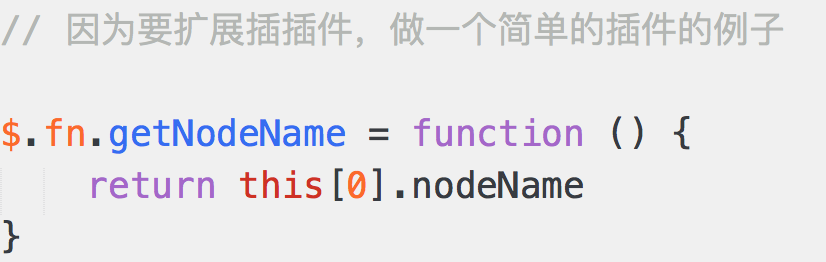 // 因为要扩展插插件，做一个简单的插件的例子
$.fn.getNodeName = function () {
    return this[0].nodeName
}